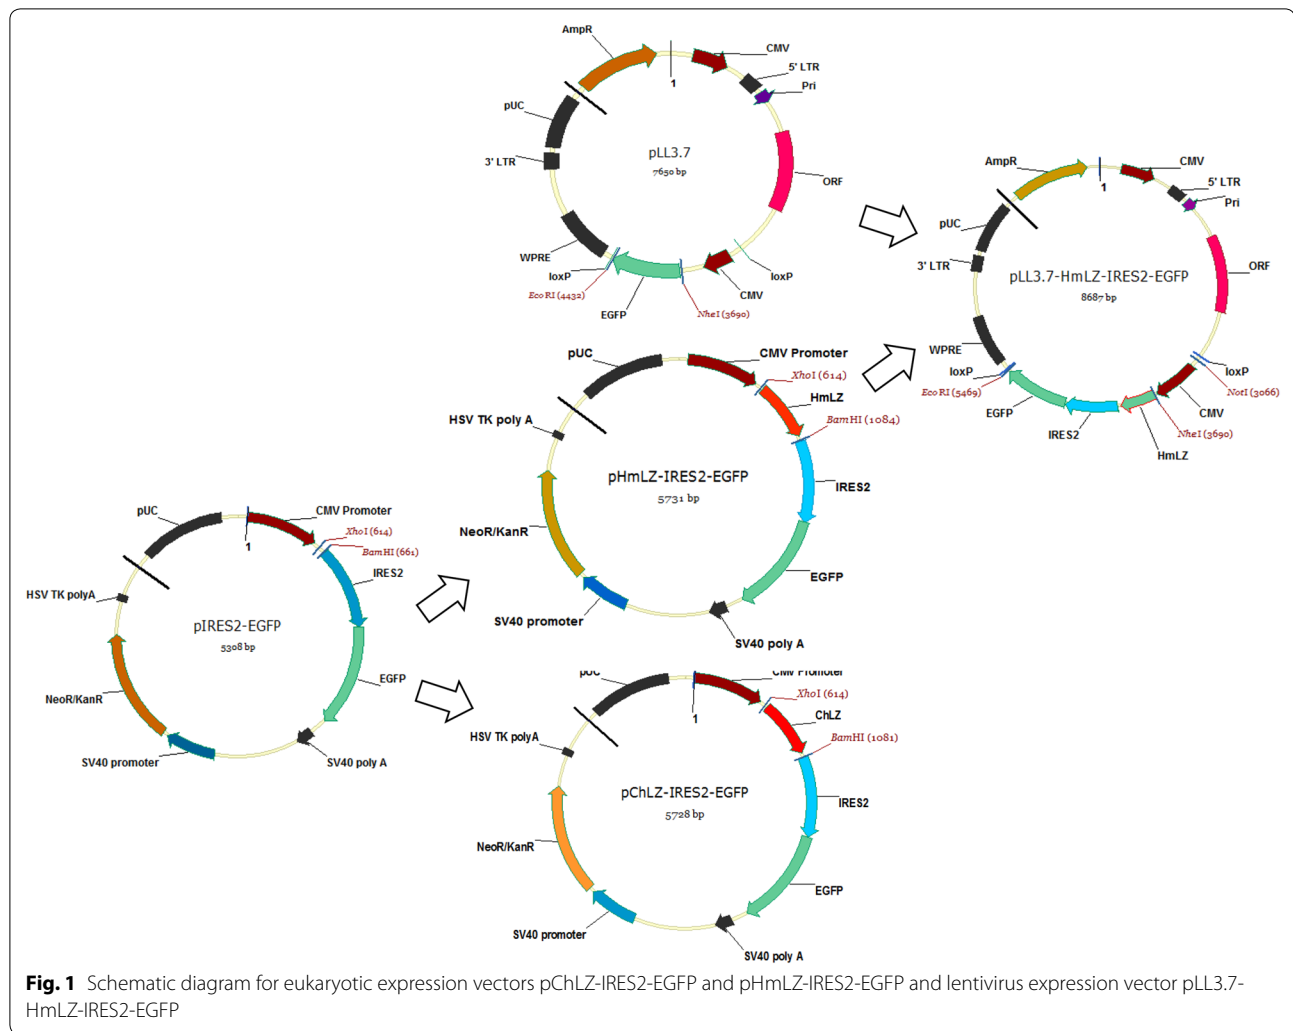 AmpR
CMV
1
5' LTR
Pri
pUC
pLL3.7
7650 bp
3' LTR
ORF
WPRE
loxP
loxP
EcoRI (4432)
CMV
EGFP
NheI (3690)
AmpR
CMV
1
5' LTR
Pri
pUC
3' LTR
ORF
pLL3.7-HmLZ-IRES2-EGFP
8687 bp
WPRE
loxP
loxP
EcoRI (5469)
NotI (3066)
EGFP
CMV
IRES2
NheI (3690)
HmLZ
pUC
CMV Promoter
XhoI (614)
HmLZ
HSV TK poly A
BamHI (1084)
pHmLZ-IRES2-EGFP
5731 bp
IRES2
NeoR/KanR
EGFP
SV40 promoter
SV40 poly A
pUC
CMV Promoter
1
XhoI (614)
BamHI (661)
IRES2
HSV TK polyA
pIRES2-EGFP
5308 bp
EGFP
NeoR/KanR
SV40 promoter
SV40 poly A
pUC
CMV Promoter
1
XhoI (614)
ChLZ
HSV TK polyA
BamHI (1081)
pChLZ-IRES2-EGFP
5728 bp
IRES2
NeoR/KanR
EGFP
SV40 promoter
SV40 poly A
Fig. 1 Schematic diagram for eukaryotic expression vectors pChLZ-IRES2-EGFP and pHmLZ-IRES2-EGFP and lentivirus expression vector pLL3.7-
HmLZ-IRES2-EGFP